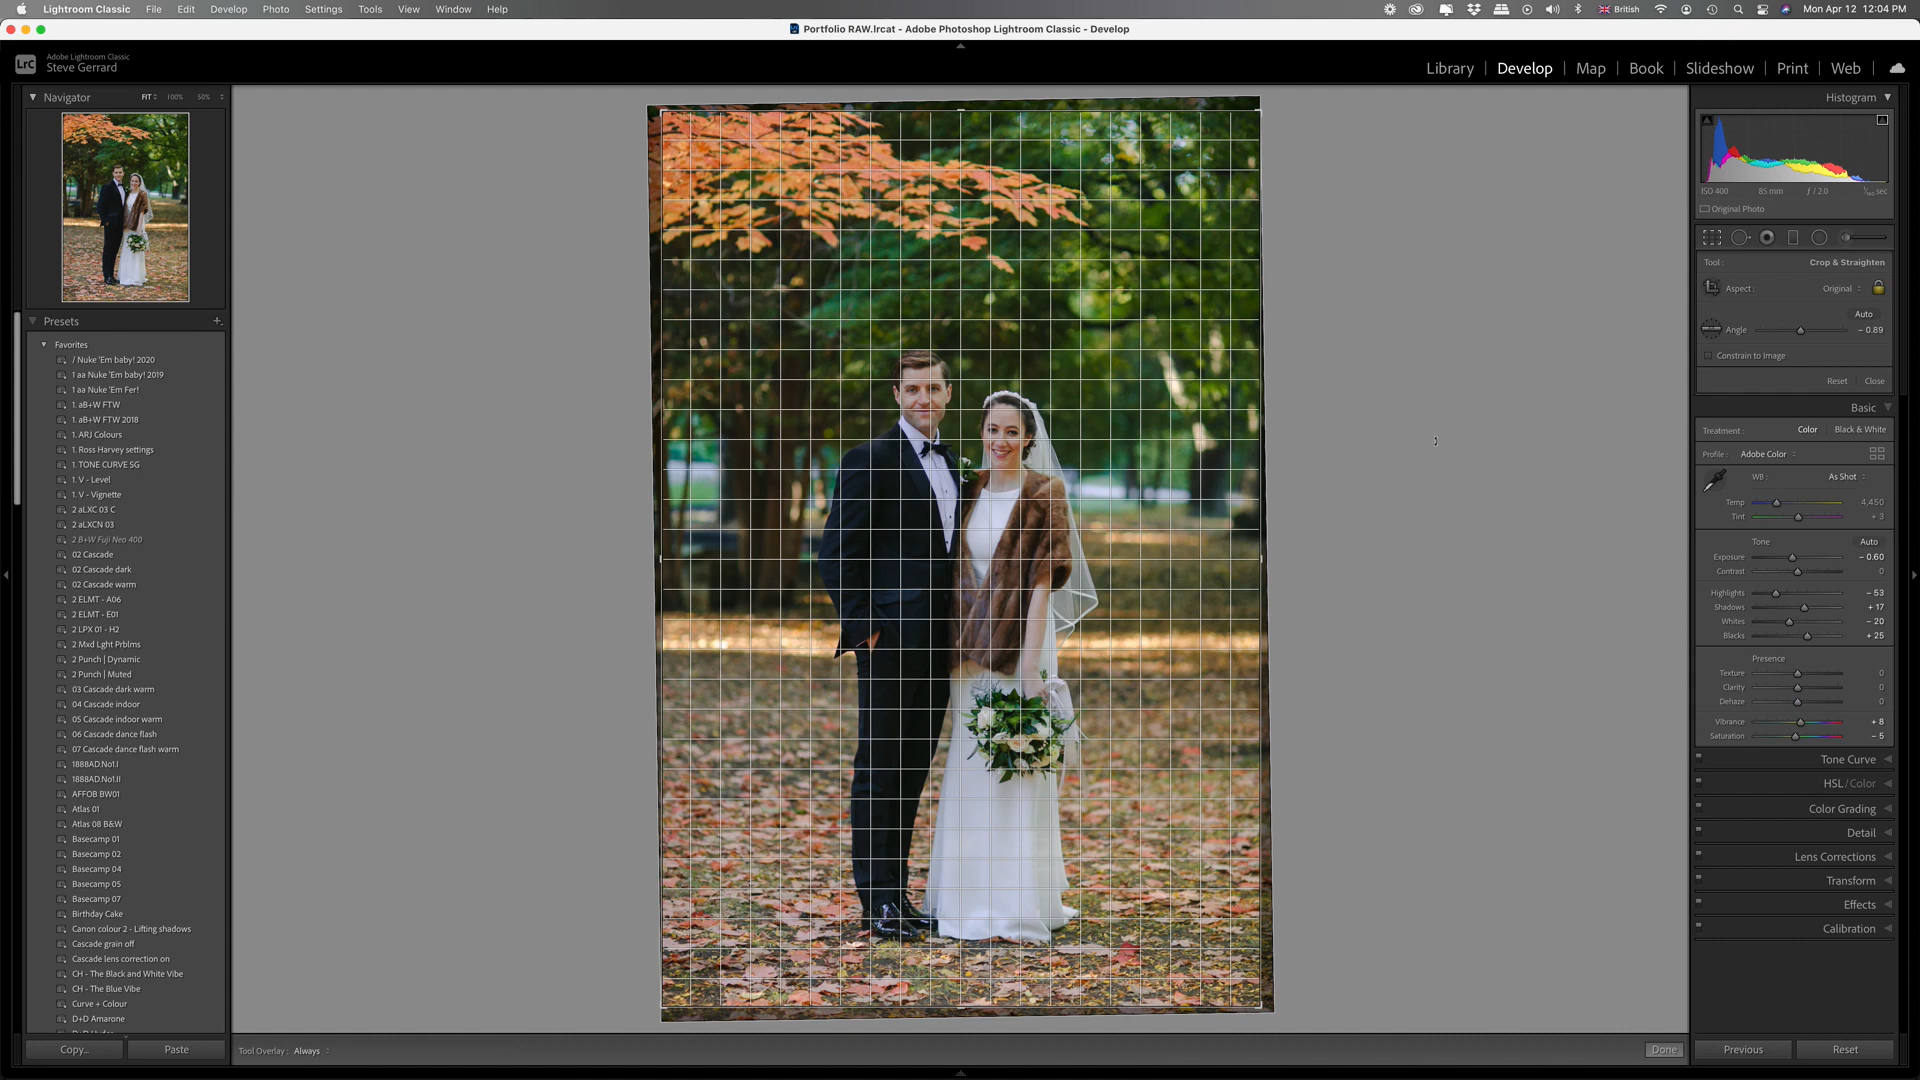 Lightroom Classic File Edit Develop Photo Settings Tools View Window Help British Mon Apr 12 12:04 PM
Portfolio RAW.lrcat - Adobe Photoshop Lightroom Classic - Develop
LrC
Adobe Lightroom Classic
Steve Gerrard
Library | Develop | Map | Book | Slideshow | Print | Web
Navigator FIT 100% 50%
Presets
Favorites
/ Nuke 'Em baby! 2020
1 aa Nuke 'Em baby! 2019
1 aa Nuke 'Em Fer!
1. aB+W FTW
1. aB+W FTW 2018
1. ARJ Colours
1. Ross Harvey settings
1. TONE CURVE SG
1. V - Level
1. V - Vignette
2 aLXC 03 C
2 aLXCN 03
2 B+W Fuji Neo 400
02 Cascade
02 Cascade dark
02 Cascade warm
2 ELMT - A06
2 ELMT - E01
2 LPX 01 - H2
2 Mxd Lght Prblms
2 Punch | Dynamic
2 Punch | Muted
03 Cascade dark warm
04 Cascade indoor
05 Cascade indoor warm
06 Cascade dance flash
07 Cascade dance flash warm
1888AD.No1.I
1888AD.No1.II
AFFOB BW01
Atlas 01
Atlas 08 B&W
Basecamp 01
Basecamp 02
Basecamp 04
Basecamp 05
Basecamp 07
Birthday Cake
Canon colour 2 - Lifting shadows
Cascade grain off
Cascade lens correction on
CH - The Black and White Vibe
CH - The Blue Vibe
Curve + Colour
D+D Amarone
Copy... Paste
Tool Overlay : Always
Done
Histogram
ISO 400 85 mm ƒ / 2.0 sec
Original Photo
Tool : Crop & Straighten
Aspect : Original
Auto
Angle - 0.89
Constrain to Image
Reset Close
Basic
Treatment : Color Black & White
Profile : Adobe Color
WB : As Shot
Temp 4,450
Tint + 3
Tone Auto
Exposure - 0.60
Contrast 0
Highlights - 53
Shadows + 17
Whites - 20
Blacks + 25
Presence
Texture 0
Clarity 0
Dehaze 0
Vibrance + 8
Saturation - 5
Tone Curve
HSL / Color
Color Grading
Detail
Lens Corrections
Transform
Effects
Calibration
Previous Reset